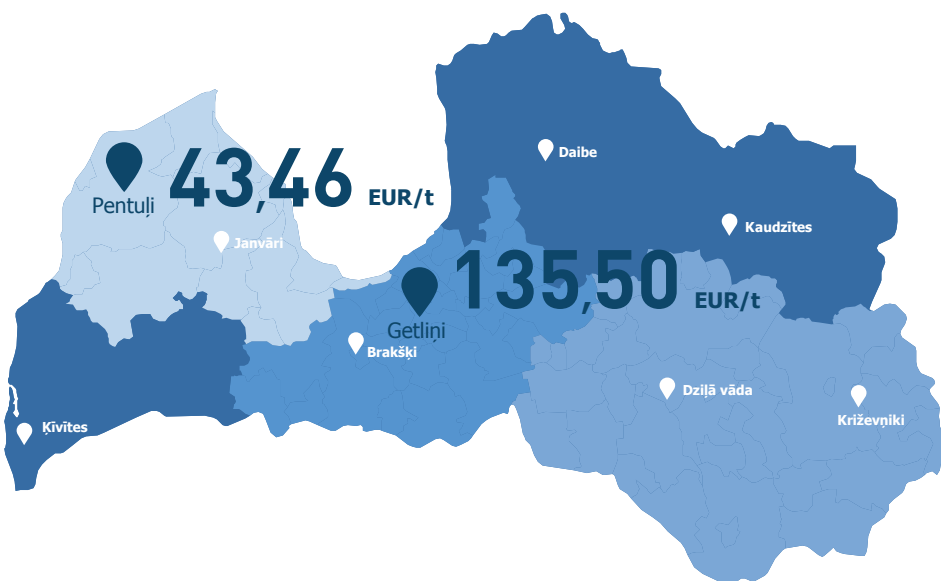 Daibe
43,46 EUR/t
Pentuļi
Kaudzītes
Janvāri
135,50 EUR/t
Getliņi
Brakšķi
Dziļā vāda
Križevņiki
Ķīvītes